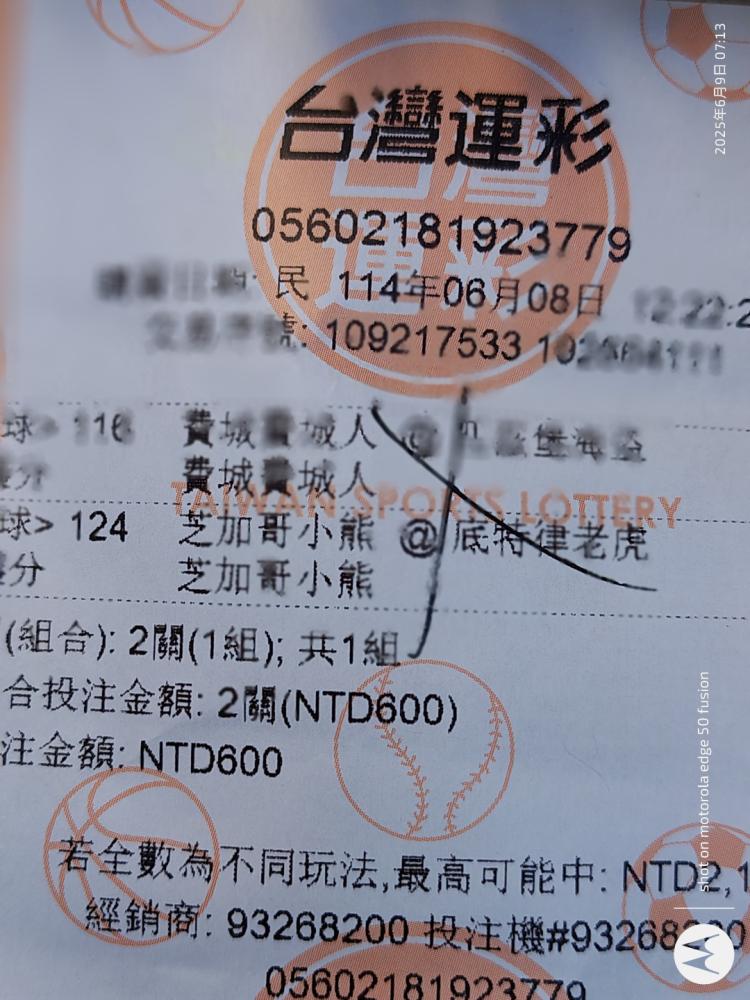 台灣運彩
05602181923779
民 114年06月08日
109217533
球> 116 費城費城人 @
費城費城人
TAIWAN SPORTS LOTTERY
球> 124 芝加哥小熊 @ 底特律老虎
分 芝加哥小熊
(組合): 2關(1組); 共1組
合投注金額: 2關(NTD600)
注金額: NTD600
若全數為不同玩法,最高可能中: NTD2,1
經銷商: 93268200 投注機#93268
05602181923779
2025年6月9日 07:13
shot on motorola edge 50 fusion